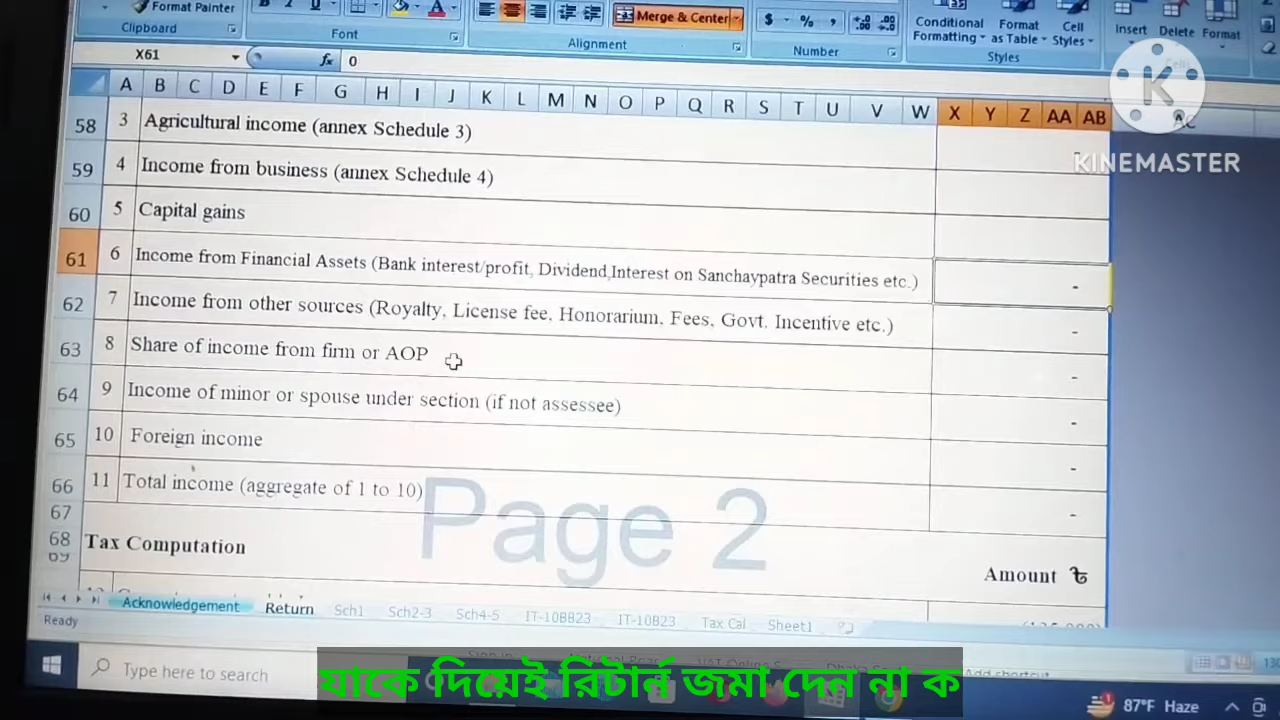 Format Painter
Merge & Center
$ % ,
Conditional Formatting
Format as Table
Cell Styles
Insert Delete Format
Clipboard Font Alignment Number Styles
X61 fx 0
A B C D E F G H I J K L M N O P Q R S T U V W X Y Z AA AB AC
KINEMASTER
58 3 Agricultural income (annex Schedule 3)
59 4 Income from business (annex Schedule 4)
60 5 Capital gains
61 6 Income from Financial Assets (Bank interest/profit, Dividend,Interest on Sanchaypatra Securities etc.) -
62 7 Income from other sources (Royalty, License fee, Honorarium, Fees, Govt. Incentive etc.) -
63 8 Share of income from firm or AOP -
64 9 Income of minor or spouse under section (if not assessee) -
65 10 Foreign income -
66 11 Total income (aggregate of 1 to 10) -
67
Page 2
68 Tax Computation Amount ৳
69
Acknowledgement Return Sch1 Sch2-3 Sch4-5 IT-10BB23 IT-10B23 Tax Cal Sheet1
Ready
Type here to search
যাকে দিয়েই রিটার্ন জমা দেন না ক
87°F Haze